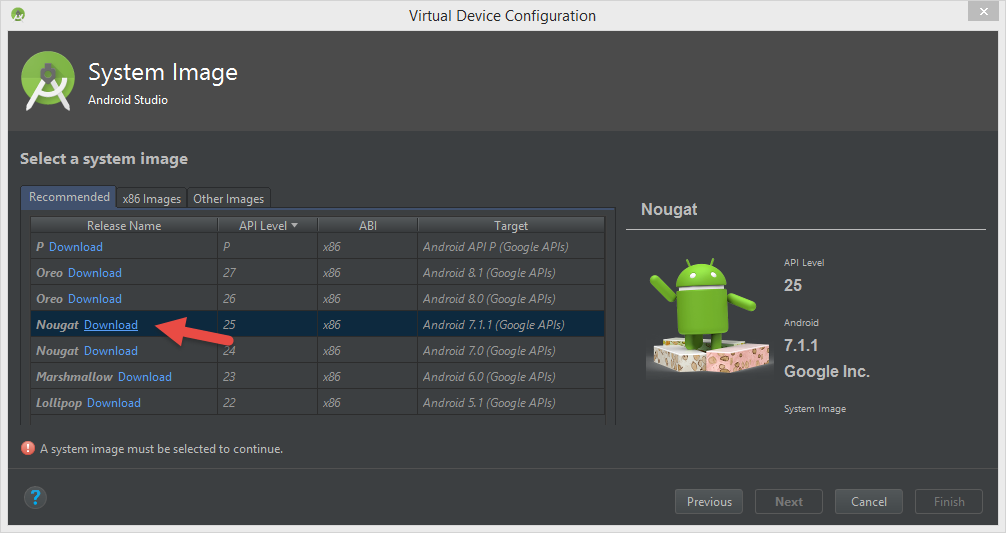 Virtual Device Configuration
System Image
Android Studio
Select a system image
Recommended x86 Images Other Images
Release Name API Level ABI Target
P Download P x86 Android API P (Google APIs)
Oreo Download 27 x86 Android 8.1 (Google APIs)
Oreo Download 26 x86 Android 8.0 (Google APIs)
Nougat Download 25 x86 Android 7.1.1 (Google APIs)
Nougat Download 24 x86 Android 7.0 (Google APIs)
Marshmallow Download 23 x86 Android 6.0 (Google APIs)
Lollipop Download 22 x86 Android 5.1 (Google APIs)
Nougat
API Level
25
Android
7.1.1
Google Inc.
System Image
A system image must be selected to continue.
? Previous Next Cancel Finish